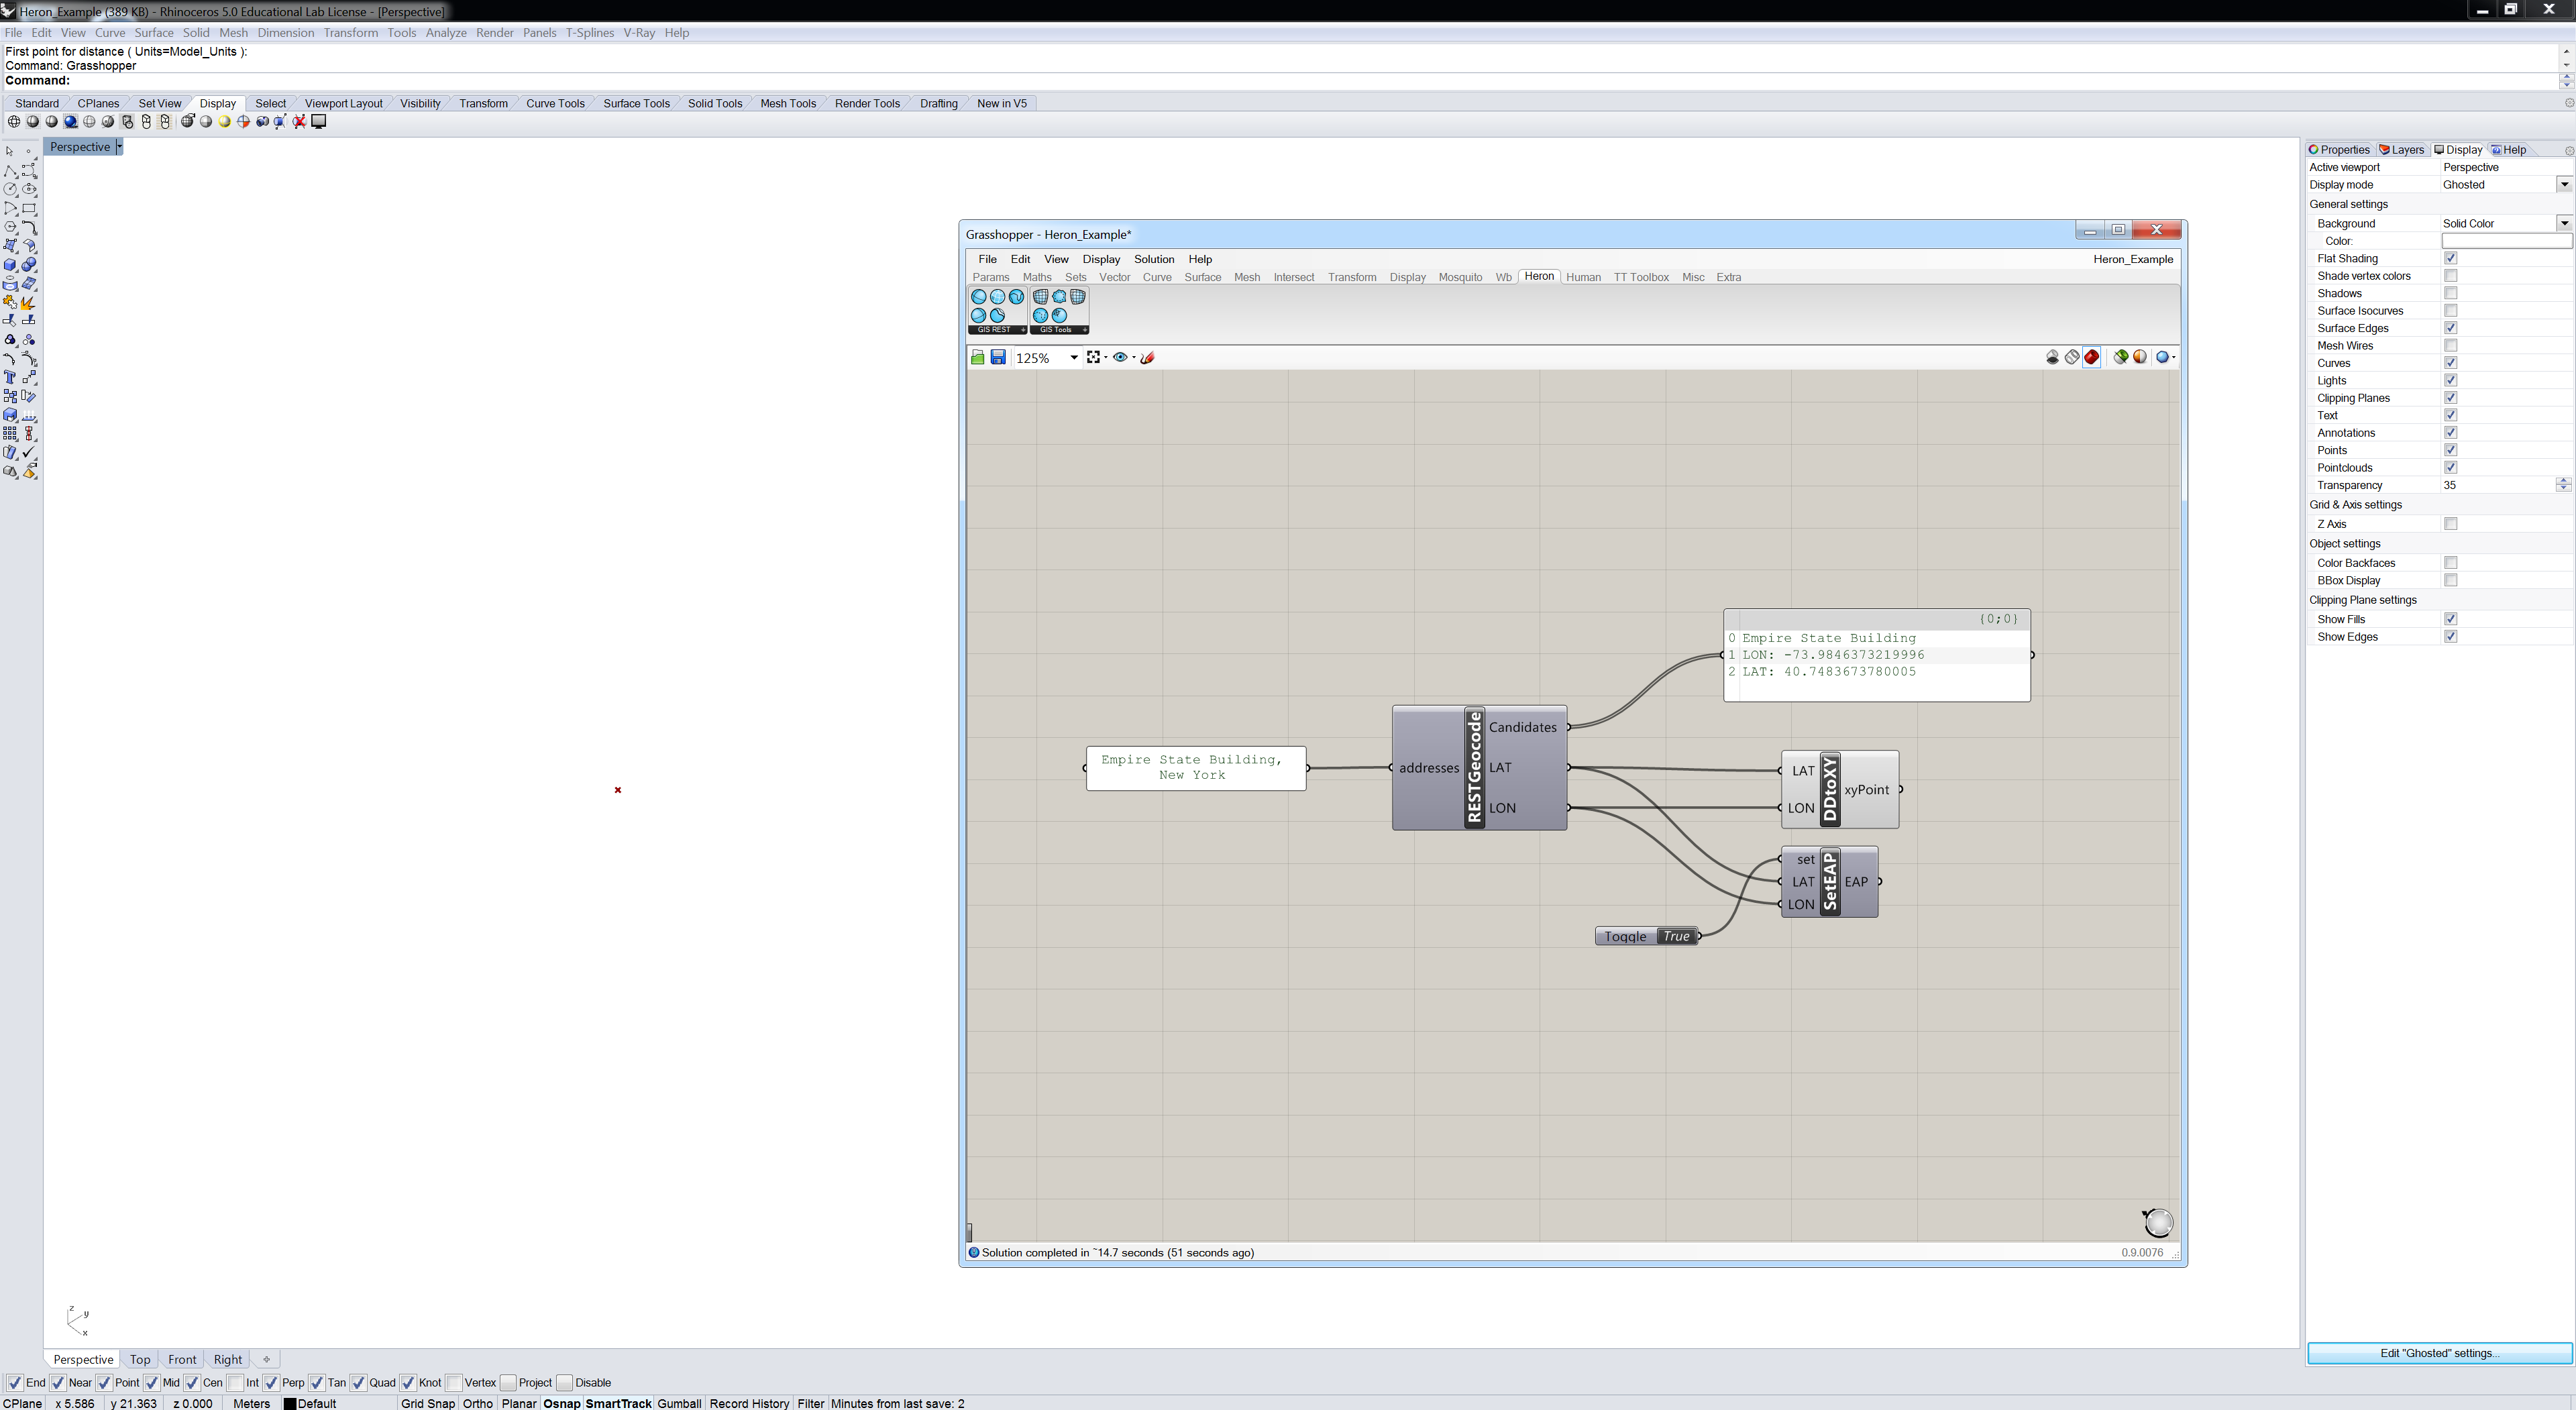 Heron_Example (389 KB) - Rhinoceros 5.0 Educational Lab License - [Perspective]
File Edit View Curve Surface Solid Mesh Dimension Transform Tools Analyze Render Panels T-Splines V-Ray Help
First point for distance ( Units=Model_Units ):
Command: Grasshopper
Command:
Standard CPlanes Set View Display Select Viewport Layout Visibility Transform Curve Tools Surface Tools Solid Tools Mesh Tools Render Tools Drafting New in V5
Perspective
Properties Layers Display Help
Active viewport Perspective
Display mode Ghosted
General settings
Background Solid Color
Color:
Flat Shading
Shade vertex colors
Shadows
Surface Isocurves
Surface Edges
Mesh Wires
Curves
Lights
Clipping Planes
Text
Annotations
Points
Pointclouds
Transparency 35
Grid & Axis settings
Z Axis
Object settings
Color Backfaces
BBox Display
Clipping Plane settings
Show Fills
Show Edges
Edit "Ghosted" settings...
Grasshopper - Heron_Example*
File Edit View Display Solution Help Heron_Example
Params Maths Sets Vector Curve Surface Mesh Intersect Transform Display Mosquito Wb Heron Human TT Toolbox Misc Extra
GIS REST + GIS Tools +
125%
{0;0}
0 Empire State Building
1 LON: -73.9846373219996
2 LAT: 40.7483673780005
Empire State Building,
New York
addresses RESTGeocode Candidates
LAT
LON
LAT DDtoXY xyPoint
LON
set SetEAP
LAT EAP
LON
Toggle True
Solution completed in ~14.7 seconds (51 seconds ago) 0.9.0076
z
y
x
Perspective Top Front Right
End Near Point Mid Cen Int Perp Tan Quad Knot Vertex Project Disable
CPlane x 5.586 y 21.363 z 0.000 Meters Default Grid Snap Ortho Planar Osnap SmartTrack Gumball Record History Filter Minutes from last save: 2